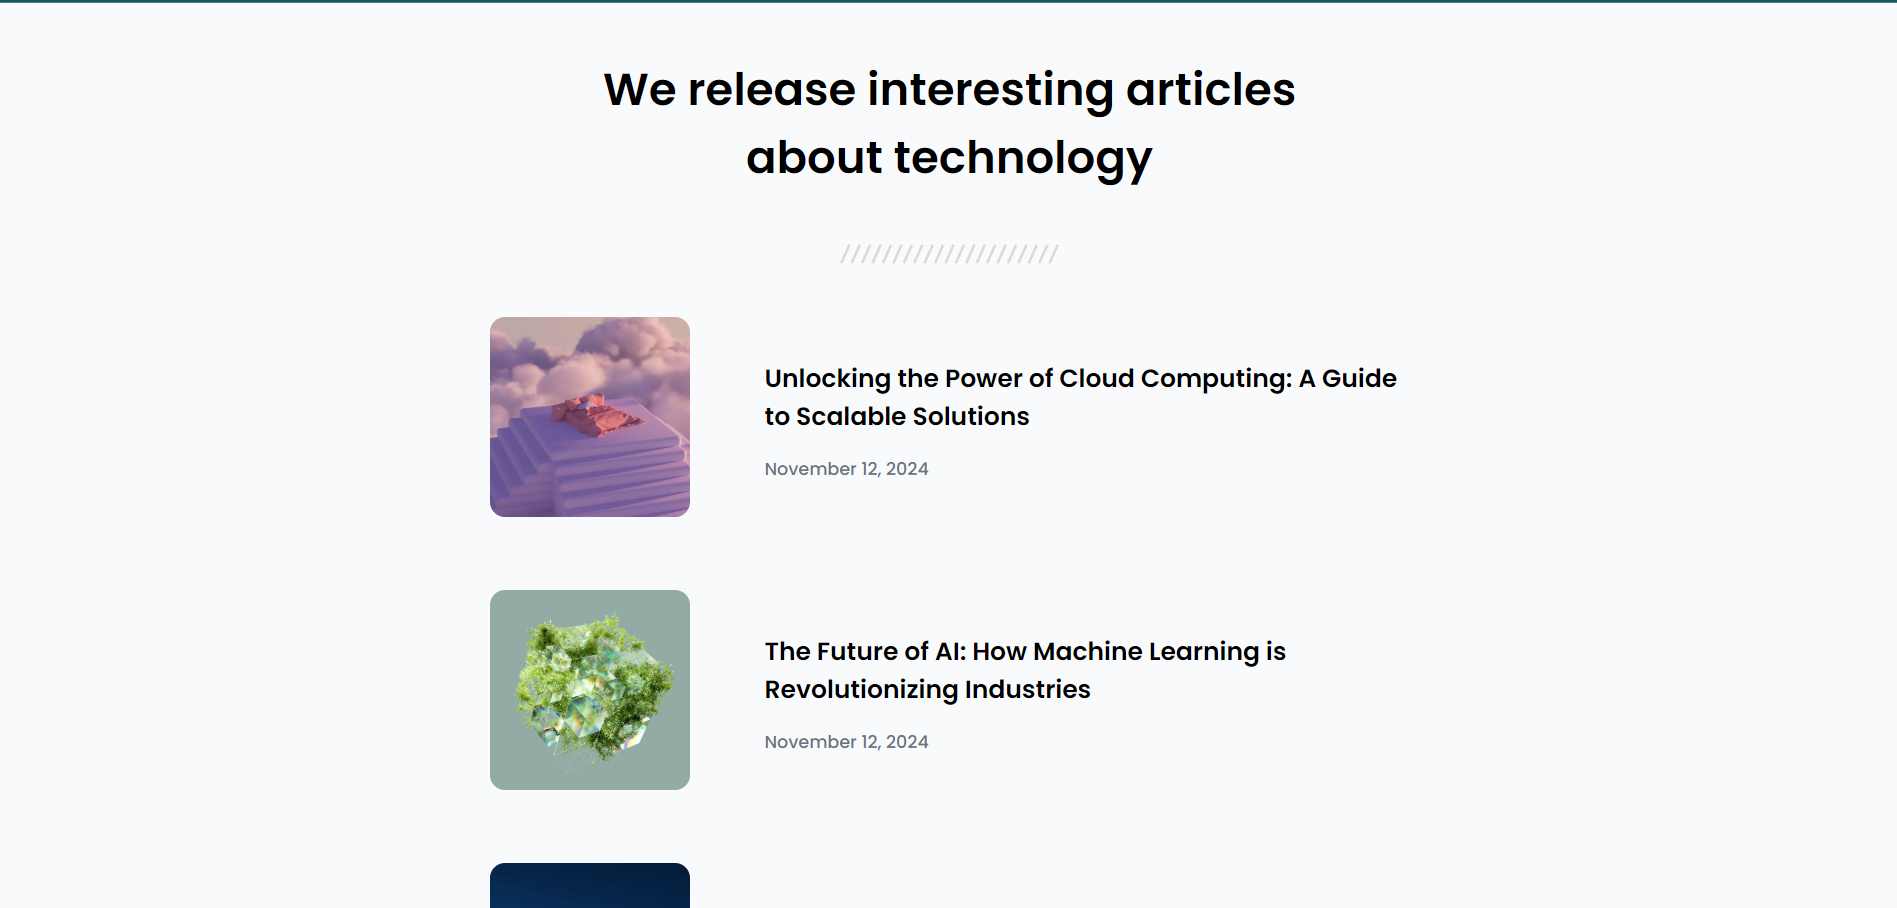 We release interesting articles
about technology
Unlocking the Power of Cloud Computing: A Guide
to Scalable Solutions
November 12, 2024
The Future of AI: How Machine Learning is
Revolutionizing Industries
November 12, 2024